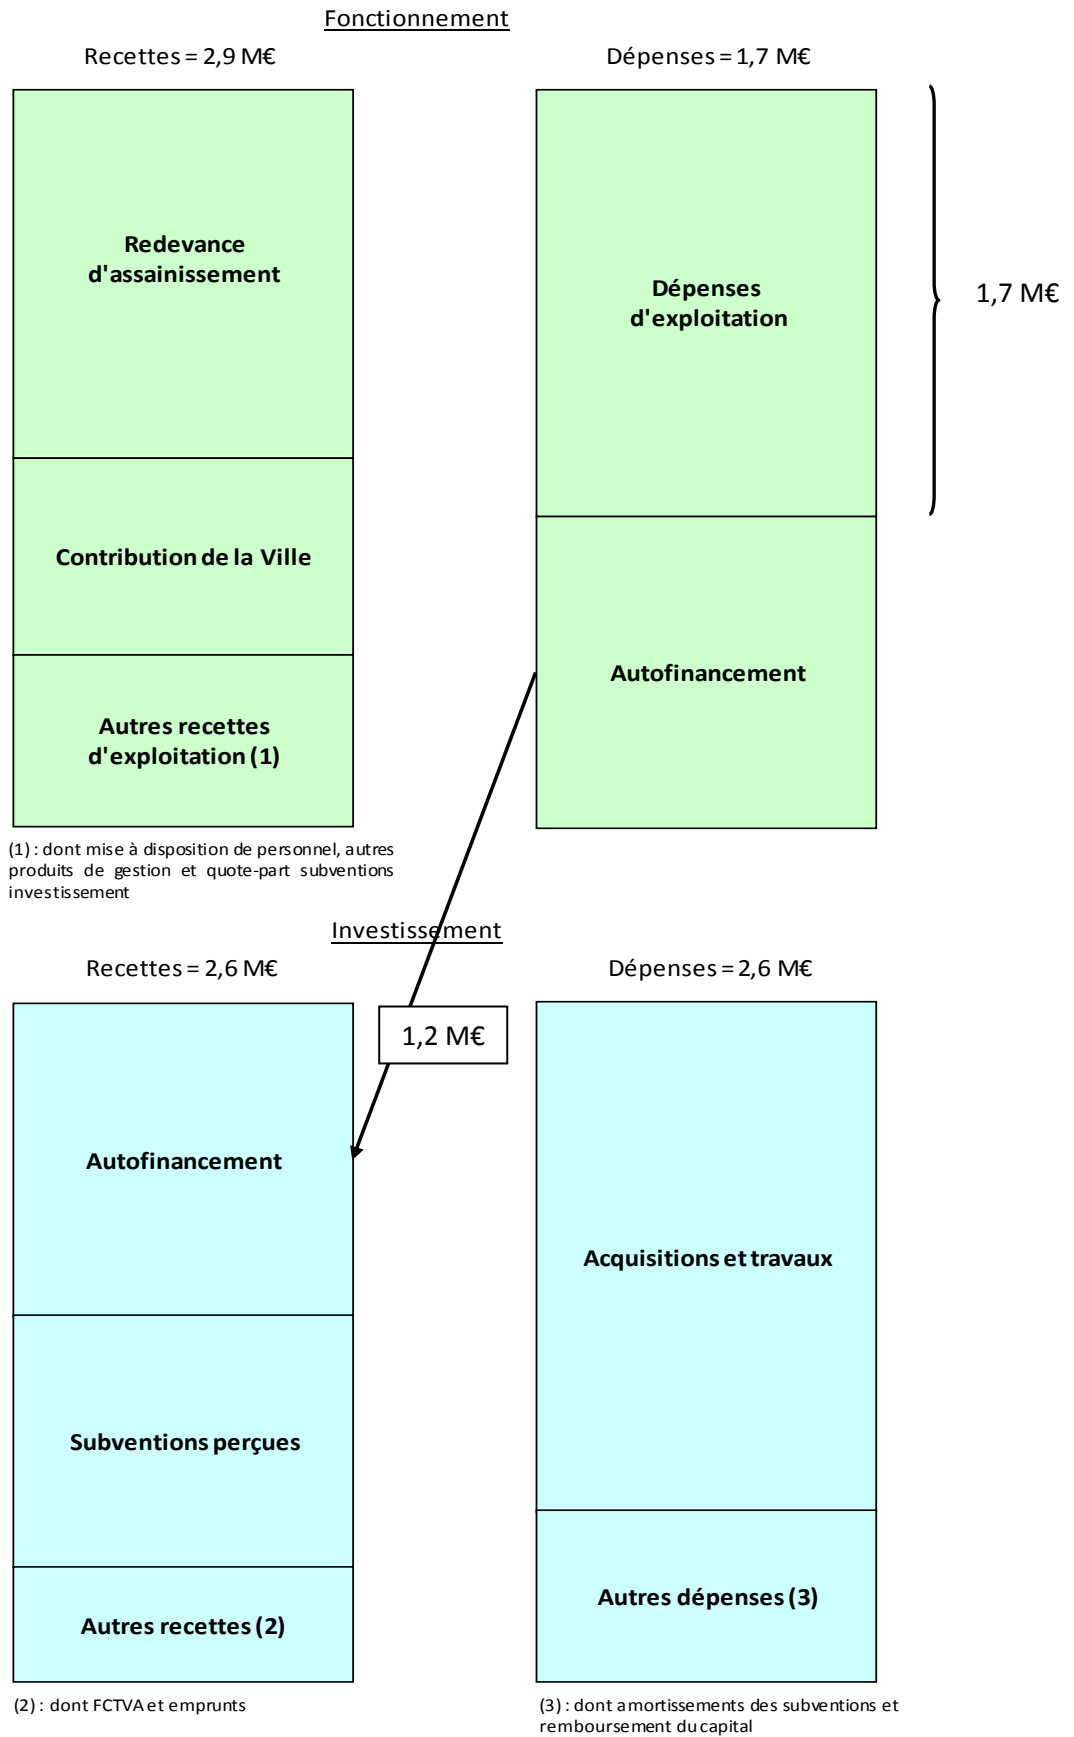 Fonctionnement
Recettes = 2,9 M€
Dépenses = 1,7 M€
Redevance
d'assainissement
Dépenses
d'exploitation
1,7 M€
Contribution de la Ville
Autofinancement
Autres recettes
d'exploitation (1)
(1) : dont mise à disposition de personnel, autres
produits de gestion et quote-part subventions
investissement
Investissement
Recettes = 2,6 M€
Dépenses = 2,6 M€
1,2 M€
Autofinancement
Acquisitions et travaux
Subventions perçues
Autres dépenses (3)
Autres recettes (2)
(2) : dont FCTVA et emprunts
(3) : dont amortissements des subventions et
remboursement du capital